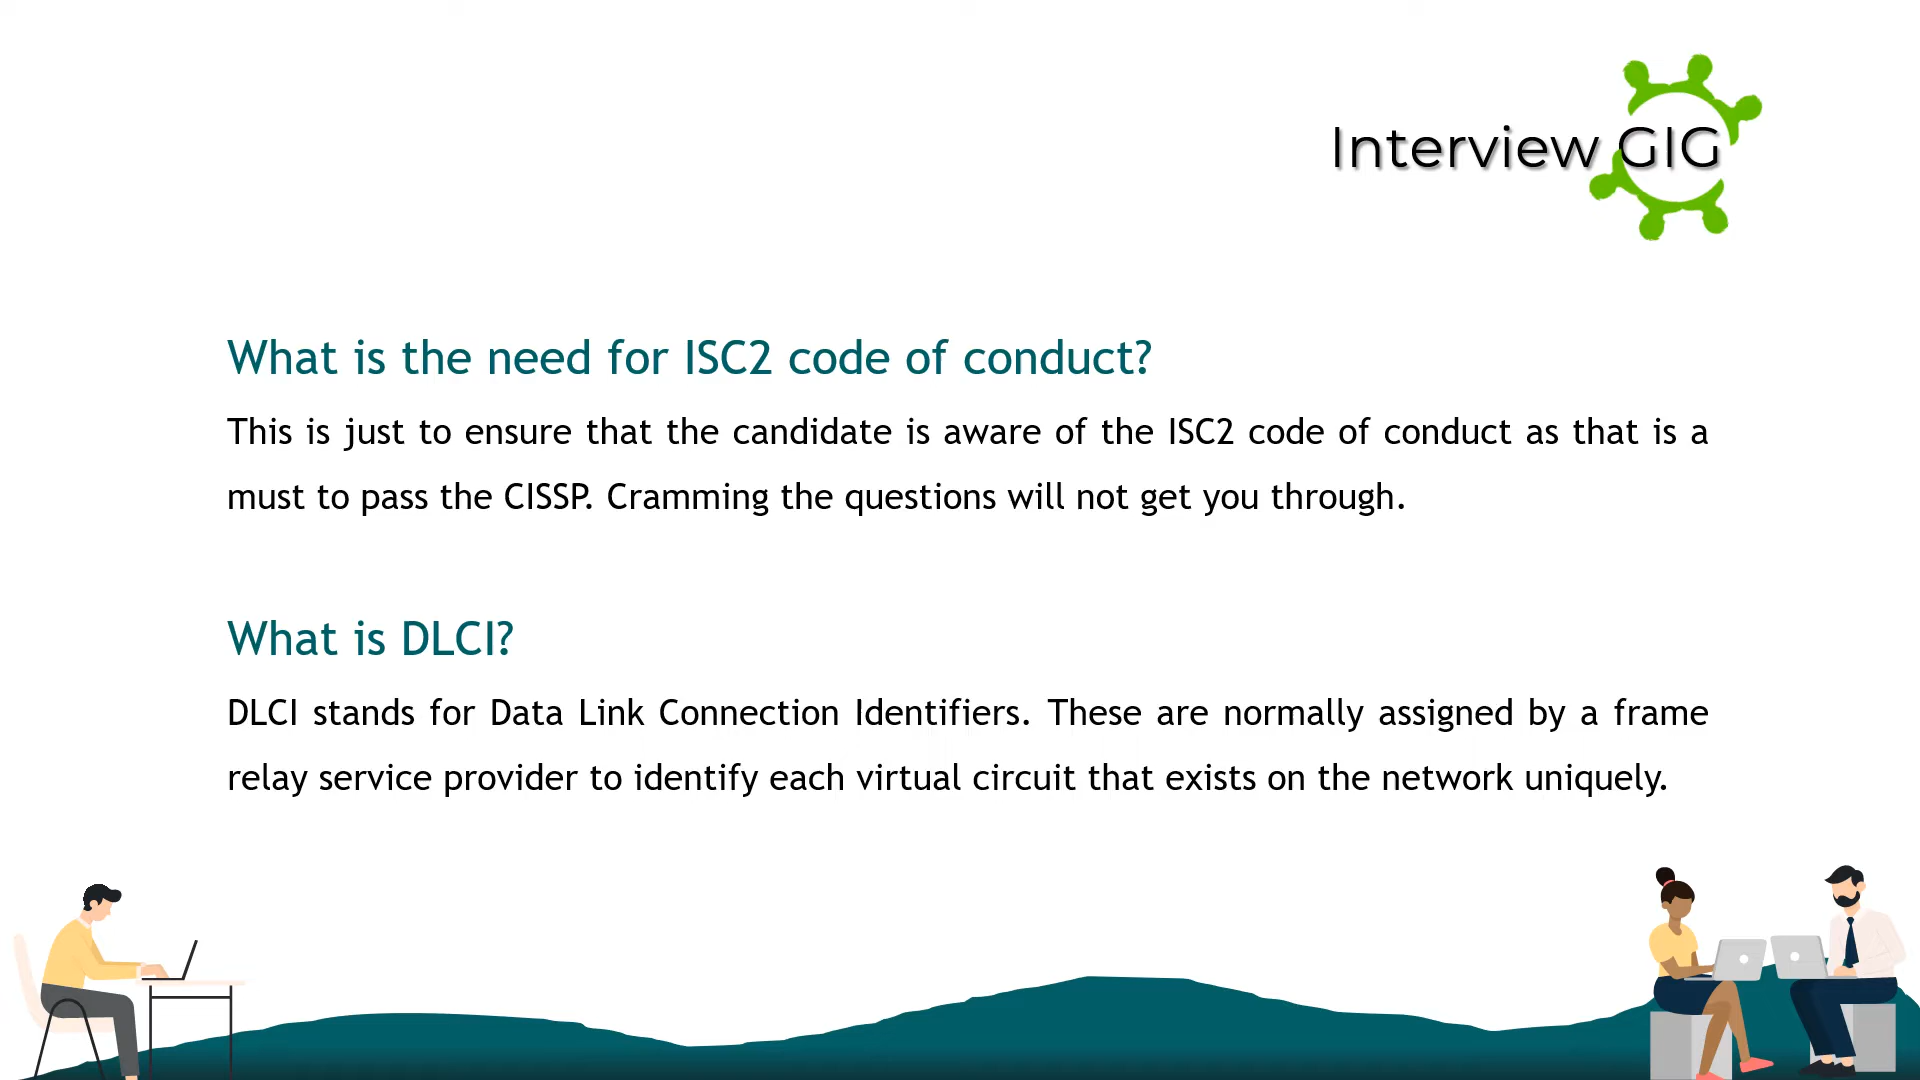 Interview GIG
What is the need for ISC2 code of conduct?
This is just to ensure that the candidate is aware of the ISC2 code of conduct as that is a
must to pass the CISSP. Cramming the questions will not get you through.
What is DLCI?
DLCI stands for Data Link Connection Identifiers. These are normally assigned by a frame
relay service provider to identify each virtual circuit that exists on the network uniquely.